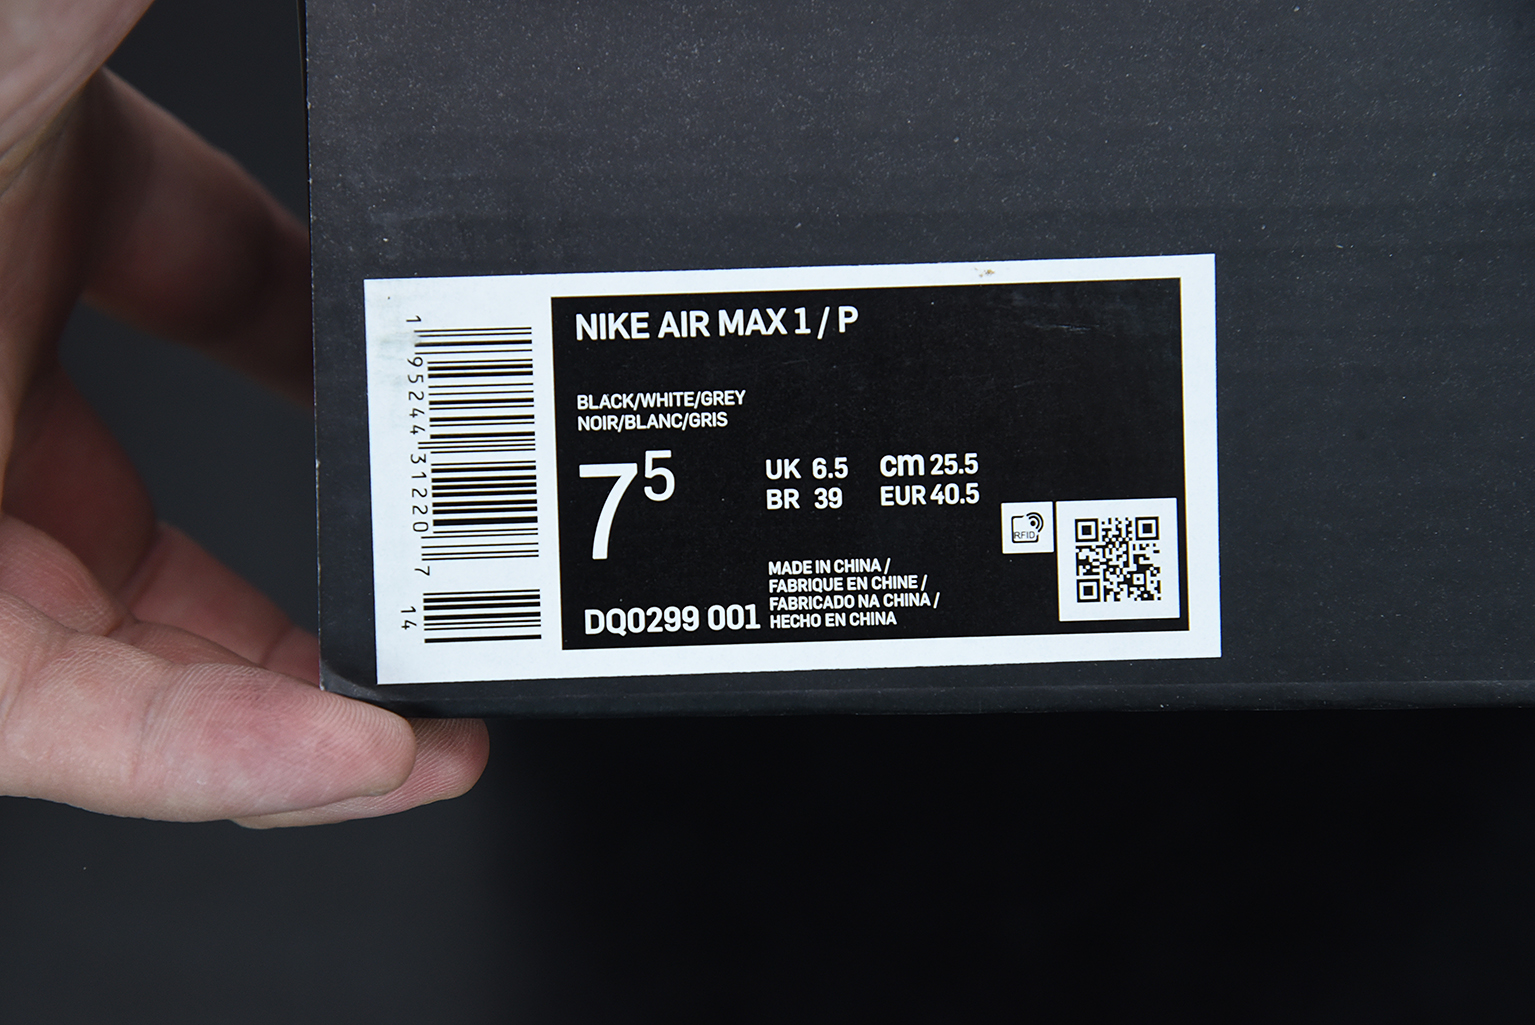 1 95244 31220 7
14
NIKE AIR MAX 1 / P
BLACK/WHITE/GREY
NOIR/BLANC/GRIS
7 5
UK 6.5 cm 25.5
BR 39 EUR 40.5
RFID
MADE IN CHINA /
FABRIQUE EN CHINE /
FABRICADO NA CHINA /
HECHO EN CHINA
DQ0299 001